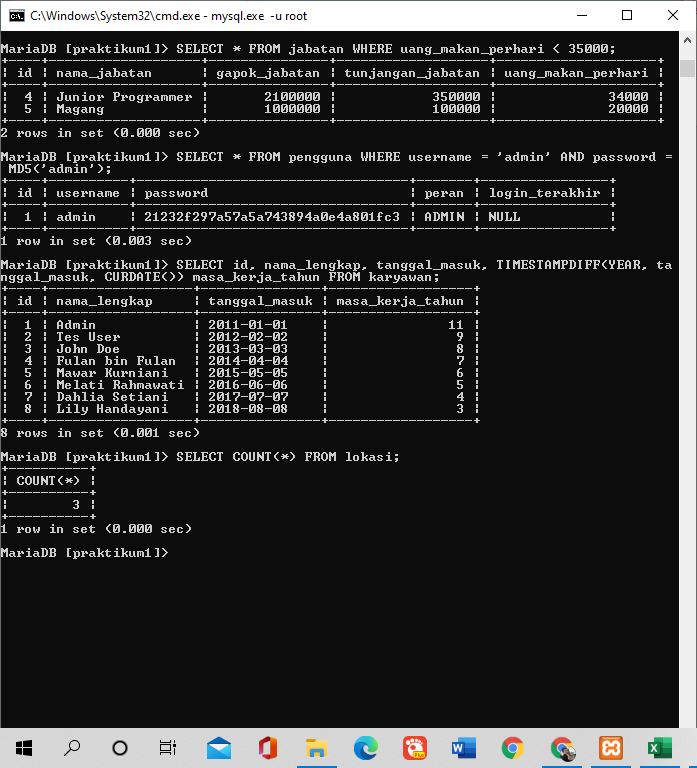 C:\Windows\System32\cmd.exe - mysql.exe -u root
MariaDB [praktikum1]> SELECT * FROM jabatan WHERE uang_makan_perhari < 35000;
+----+-------------------+---------------+-------------------+--------------------+
| id | nama_jabatan | gapok_jabatan | tunjangan_jabatan | uang_makan_perhari |
+----+-------------------+---------------+-------------------+--------------------+
| 4 | Junior Programmer | 2100000 | 350000 | 34000 |
| 5 | Magang | 1000000 | 100000 | 20000 |
+----+-------------------+---------------+-------------------+--------------------+
2 rows in set (0.000 sec)
MariaDB [praktikum1]> SELECT * FROM pengguna WHERE username = 'admin' AND password =
MD5('admin');
+----+----------+----------------------------------+-------+----------------+
| id | username | password | peran | login_terakhir |
+----+----------+----------------------------------+-------+----------------+
| 1 | admin | 21232f297a57a5a743894a0e4a801fc3 | ADMIN | NULL |
+----+----------+----------------------------------+-------+----------------+
1 row in set (0.003 sec)
MariaDB [praktikum1]> SELECT id, nama_lengkap, tanggal_masuk, TIMESTAMPDIFF(YEAR, ta
nggal_masuk, CURDATE()) masa_kerja_tahun FROM karyawan;
+----+------------------+---------------+------------------+
| id | nama_lengkap | tanggal_masuk | masa_kerja_tahun |
+----+------------------+---------------+------------------+
| 1 | Admin | 2011-01-01 | 11 |
| 2 | Tes User | 2012-02-02 | 9 |
| 3 | John Doe | 2013-03-03 | 8 |
| 4 | Fulan bin Fulan | 2014-04-04 | 7 |
| 5 | Mawar Kurniani | 2015-05-05 | 6 |
| 6 | Melati Rahmawati | 2016-06-06 | 5 |
| 7 | Dahlia Setiani | 2017-07-07 | 4 |
| 8 | Lily Handayani | 2018-08-08 | 3 |
+----+------------------+---------------+------------------+
8 rows in set (0.001 sec)
MariaDB [praktikum1]> SELECT COUNT(*) FROM lokasi;
+----------+
| COUNT(*) |
+----------+
| 3 |
+----------+
1 row in set (0.000 sec)
MariaDB [praktikum1]>